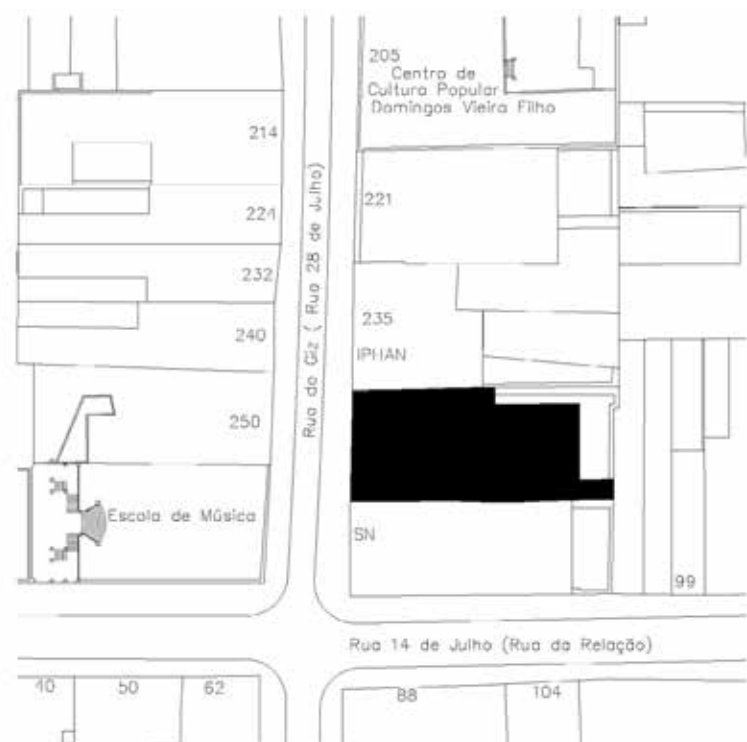 205
Centro de
Cultura Popular
Domingos Vieira Filho
214
221
224
232
235
IPHAN
240
250
Rua do Giz ( Rua 28 de Julho)
Escola de Música
SN
99
Rua 14 de Julho (Rua da Relação)
40
50
62
88
104